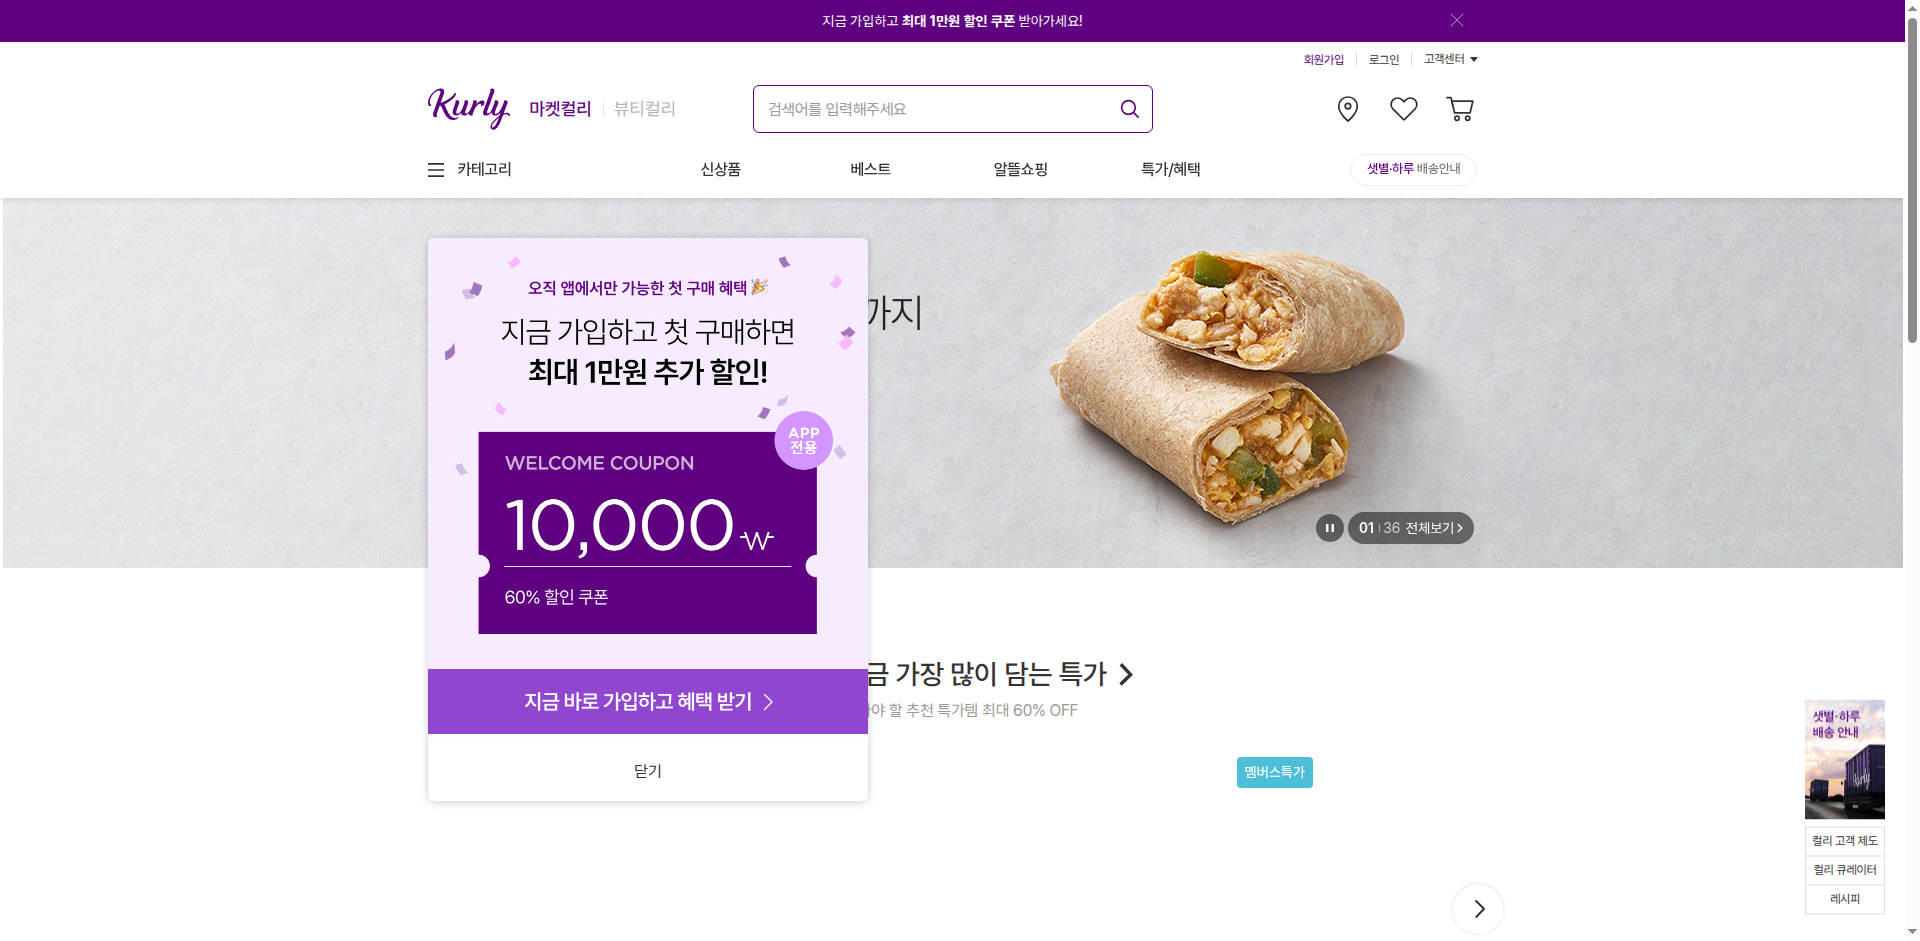 지금 가입하고 최대 1만원 할인 쿠폰 받아가세요!
회원가입
로그인
고객센터
Kurly
마켓컬리
뷰티컬리
검색어를 입력해주세요
카테고리
신상품
베스트
알뜰쇼핑
특가/혜택
샛별·하루 배송안내
오직 앱에서만 가능한 첫 구매 혜택
지금 가입하고 첫 구매하면
최대 1만원 추가 할인!
APP
전용
WELCOME COUPON
10,000₩
60% 할인 쿠폰
지금 바로 가입하고 혜택 받기
닫기
까지
01 36 전체보기
금 가장 많이 담는 특가
야 할 추천 특가템 최대 60% OFF
멤버스특가
샛별·하루
배송 안내
Kurly
컬리 고객 제도
컬리 큐레이터
레시피